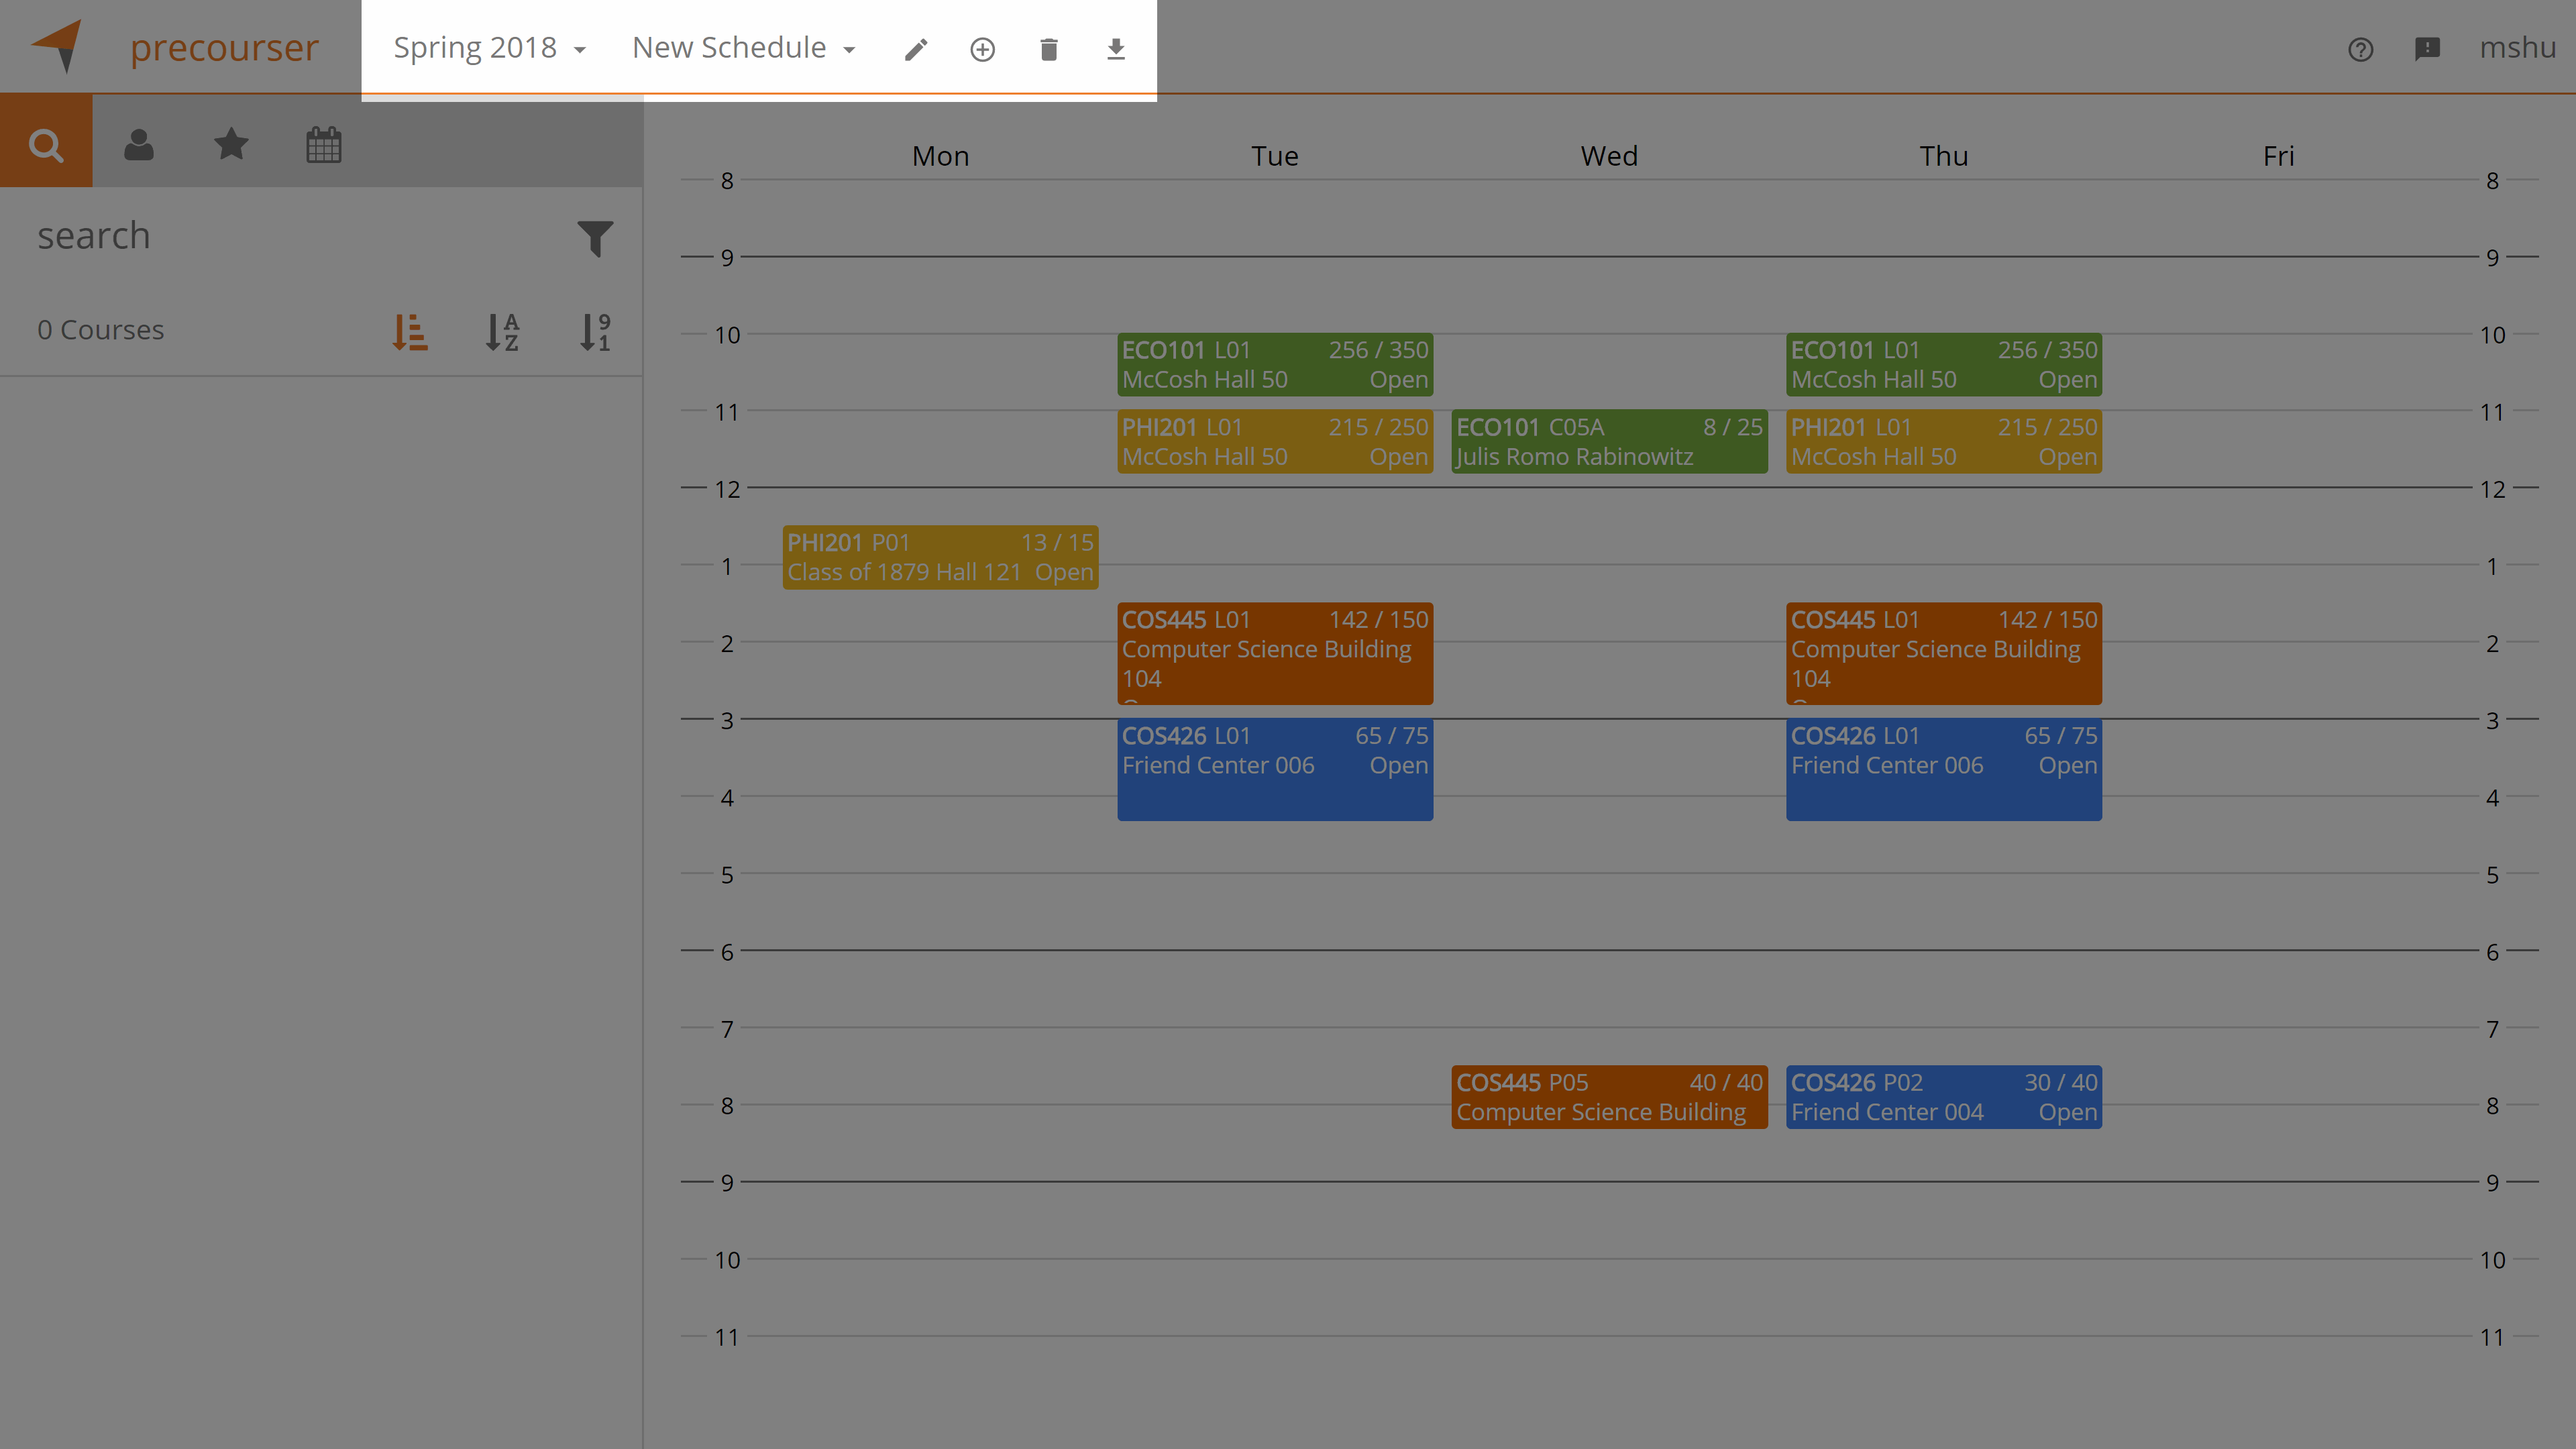 precourser
Spring 2018
New Schedule
mshu
search
0 Courses
A
Z
9
1
Mon
Tue
Wed
Thu
Fri
8
8
9
9
10
10
ECO101 L01 256 / 350
McCosh Hall 50 Open
ECO101 L01 256 / 350
McCosh Hall 50 Open
11
11
PHI201 L01 215 / 250
McCosh Hall 50 Open
ECO101 C05A 8 / 25
Julis Romo Rabinowitz
PHI201 L01 215 / 250
McCosh Hall 50 Open
12
12
PHI201 P01 13 / 15
Class of 1879 Hall 121 Open
1
1
COS445 L01 142 / 150
Computer Science Building
104
COS445 L01 142 / 150
Computer Science Building
104
2
2
3
3
COS426 L01 65 / 75
Friend Center 006 Open
COS426 L01 65 / 75
Friend Center 006 Open
4
4
5
5
6
6
7
7
COS445 P05 40 / 40
Computer Science Building
COS426 P02 30 / 40
Friend Center 004 Open
8
8
9
9
10
10
11
11